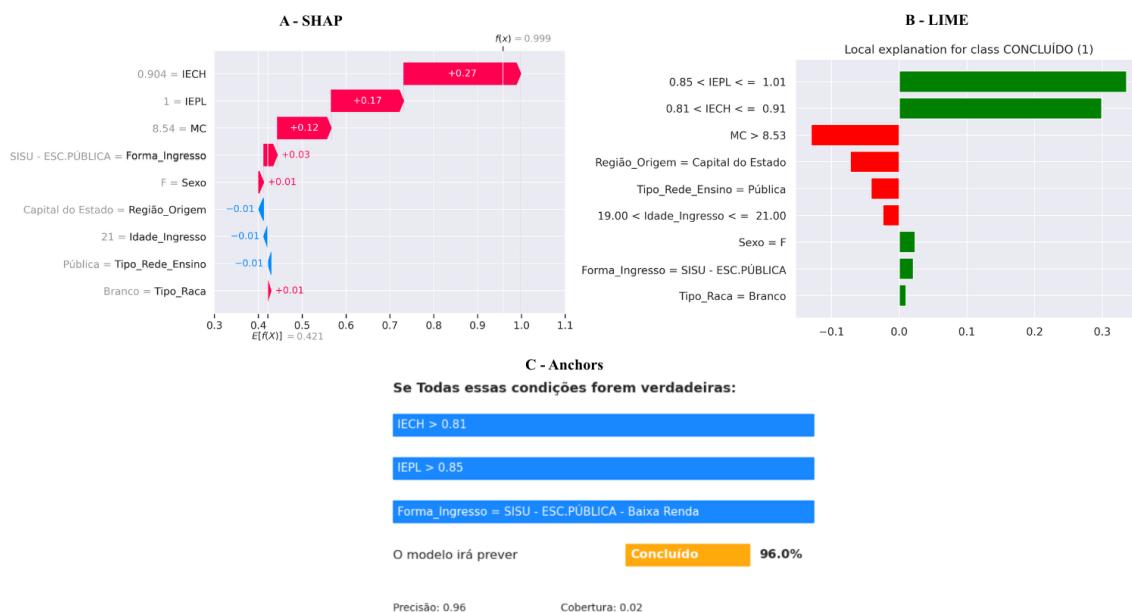 A - SHAP
f(x) = 0.999
0.904 = IECH
+0.27
1 = IEPL
+0.17
8.54 = MC
+0.12
SISU - ESC.PÚBLICA = Forma_Ingresso
+0.03
F = Sexo
+0.01
Capital do Estado = Região_Origem
−0.01
21 = Idade_Ingresso
−0.01
Pública = Tipo_Rede_Ensino
−0.01
Branco = Tipo_Raca
+0.01
0.3 0.4 0.5 0.6 0.7 0.8 0.9 1.0 1.1
E[f(X)] = 0.421
B - LIME
Local explanation for class CONCLUÍDO (1)
0.85 < IEPL <= 1.01
0.81 < IECH <= 0.91
MC > 8.53
Região_Origem = Capital do Estado
Tipo_Rede_Ensino = Pública
19.00 < Idade_Ingresso <= 21.00
Sexo = F
Forma_Ingresso = SISU - ESC.PÚBLICA
Tipo_Raca = Branco
−0.1 0.0 0.1 0.2 0.3
C - Anchors
Se Todas essas condições forem verdadeiras:
IECH > 0.81
IEPL > 0.85
Forma_Ingresso = SISU - ESC.PÚBLICA - Baixa Renda
O modelo irá prever Concluído 96.0%
Precisão: 0.96 Cobertura: 0.02